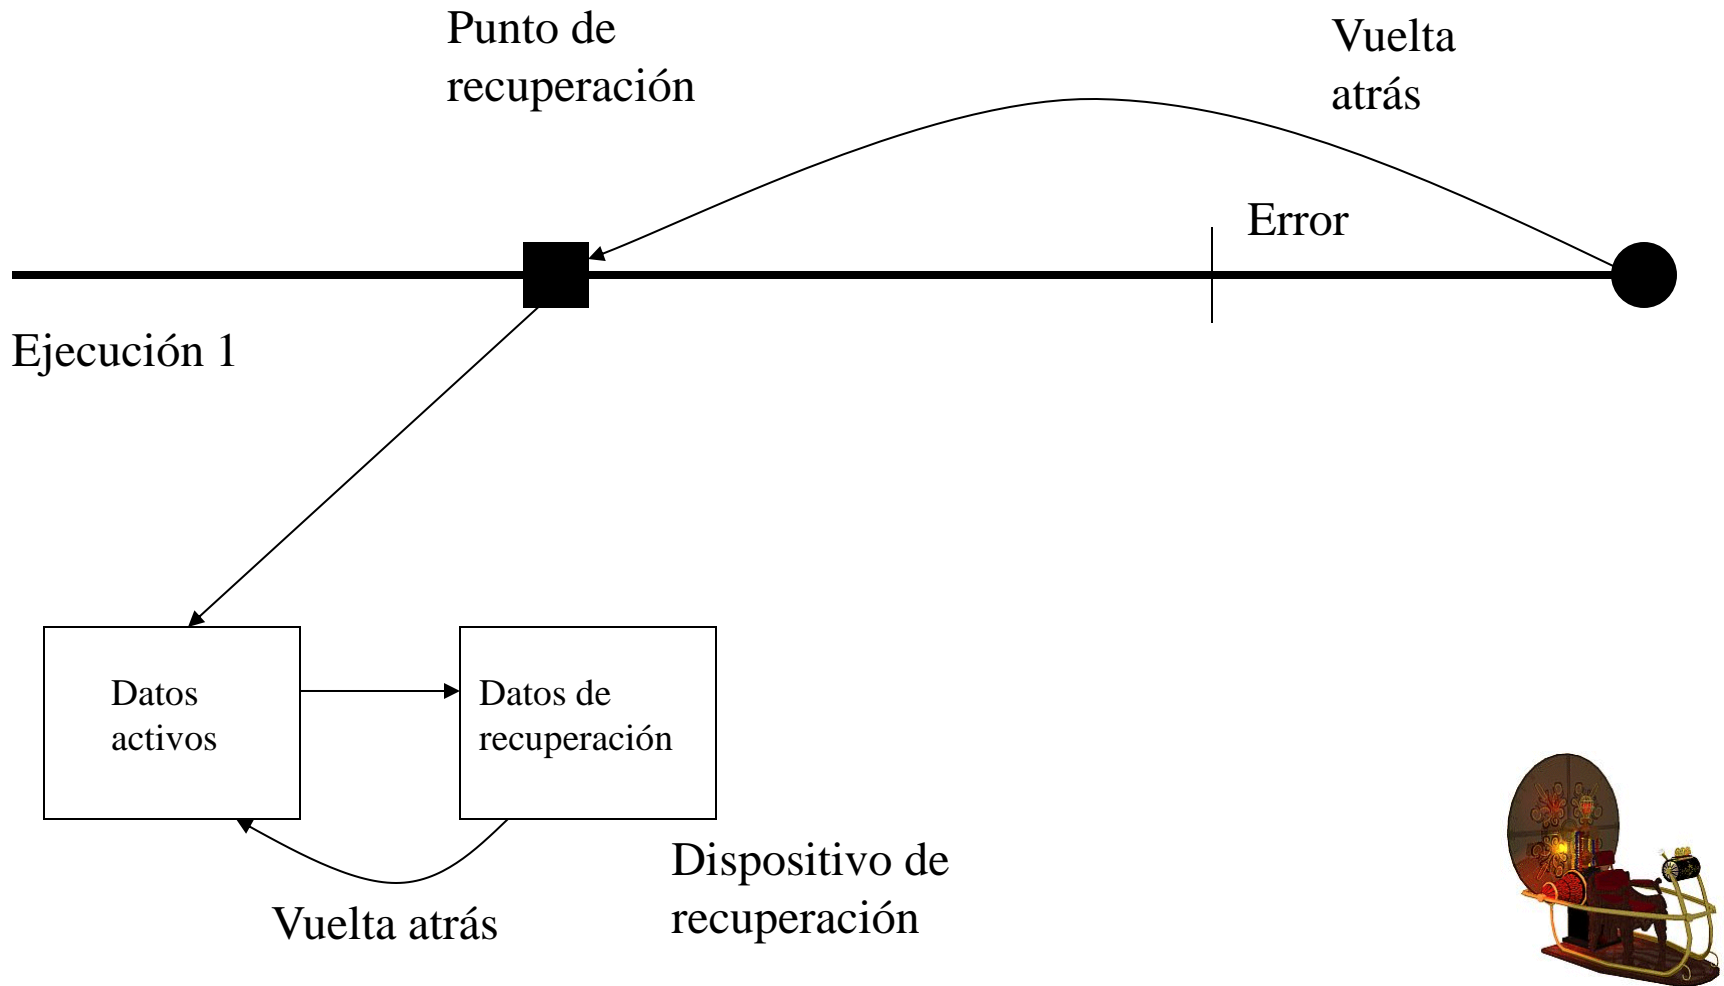 Punto de
recuperación
Vuelta
atrás
Error
Ejecución 1
Datos
activos
Datos de
recuperación
Dispositivo de
recuperación
Vuelta atrás